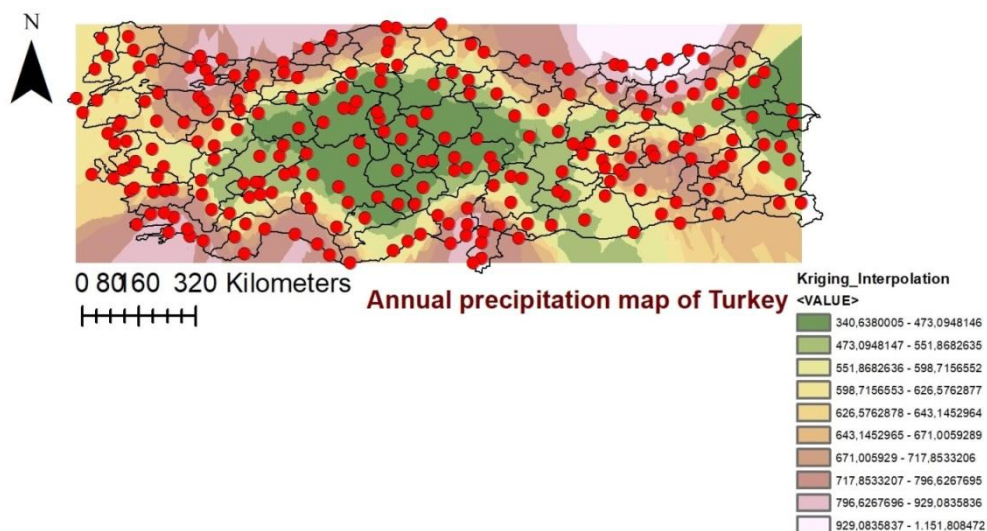 N
0 80160 320 Kilometers
Annual precipitation map of Turkey
Kriging_Interpolation
<VALUE>
340,6380005 - 473,0948146
473,0948147 - 551,8682635
551,8682636 - 598,7156552
598,7156553 - 626,5762877
626,5762878 - 643,1452964
643,1452965 - 671,0059289
671,005929 - 717,8533206
717,8533207 - 796,6267695
796,6267696 - 929,0835836
929,0835837 - 1.151,808472